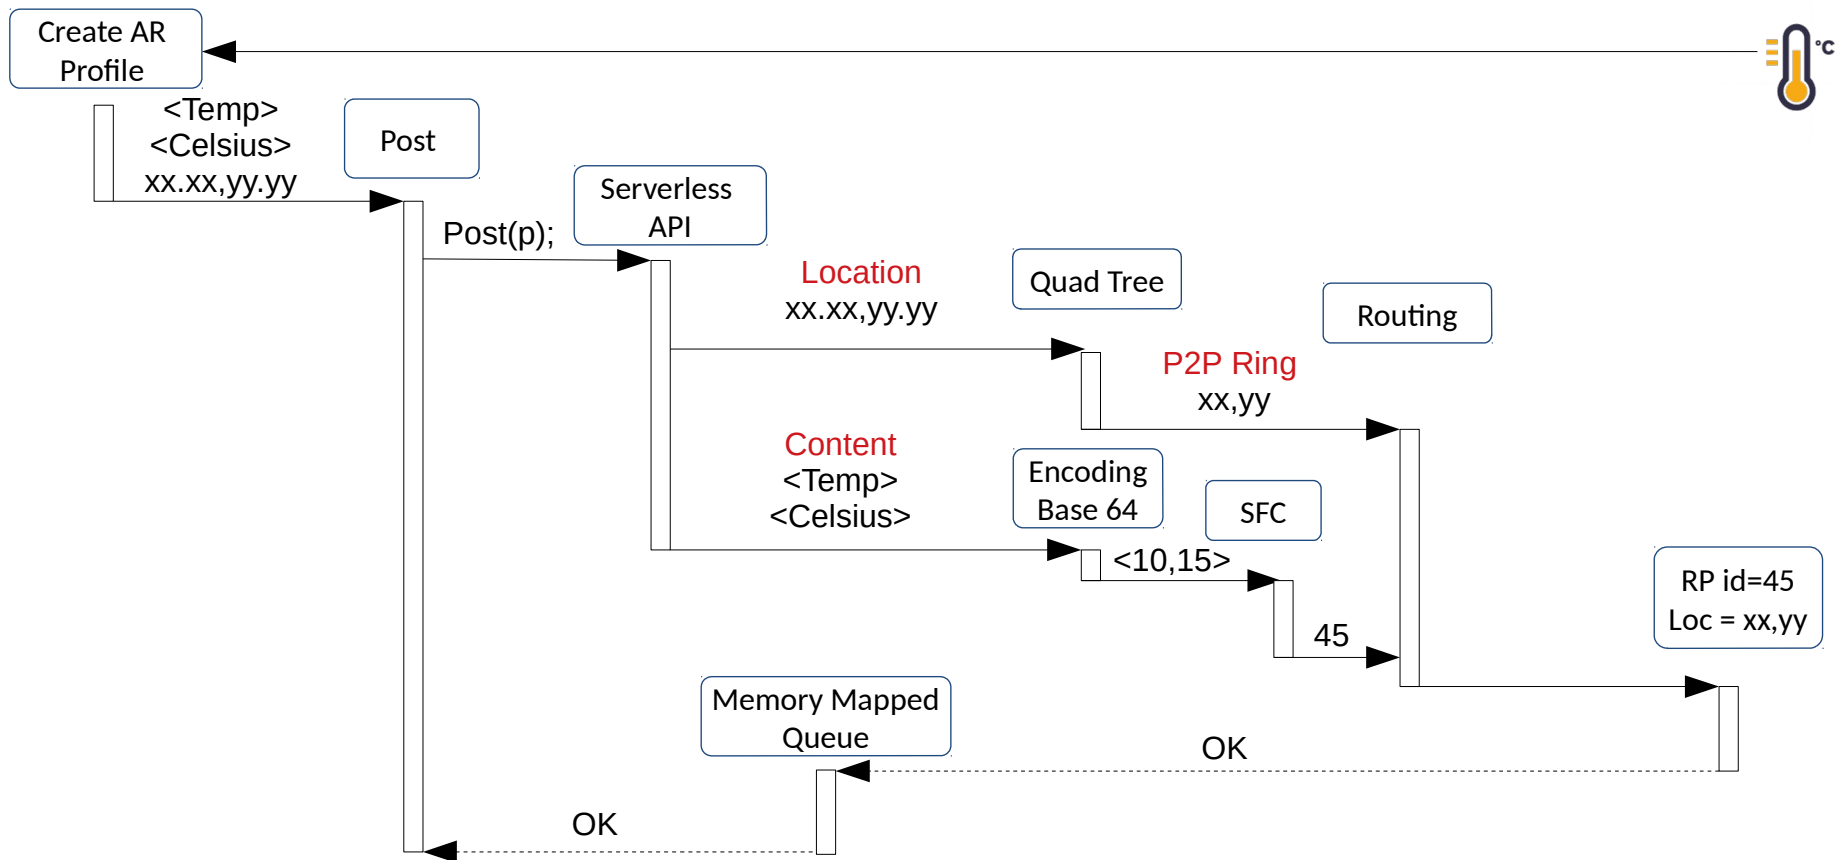 Create AR
Profile
°C
<Temp>
<Celsius>
xx.xx,yy.yy
Post
Post(p);
Serverless
API
Location
xx.xx,yy.yy
Quad Tree
Routing
P2P Ring
xx,yy
Content
<Temp>
<Celsius>
Encoding
Base 64
SFC
<10,15>
45
RP id=45
Loc = xx,yy
Memory Mapped
Queue
OK
OK